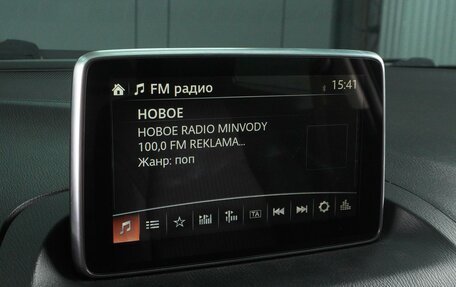 FM радио 15:41
НОВОЕ
НОВОЕ RADIO MINVODY
100,0 FM REKLAMA...
Жанр: поп
TA